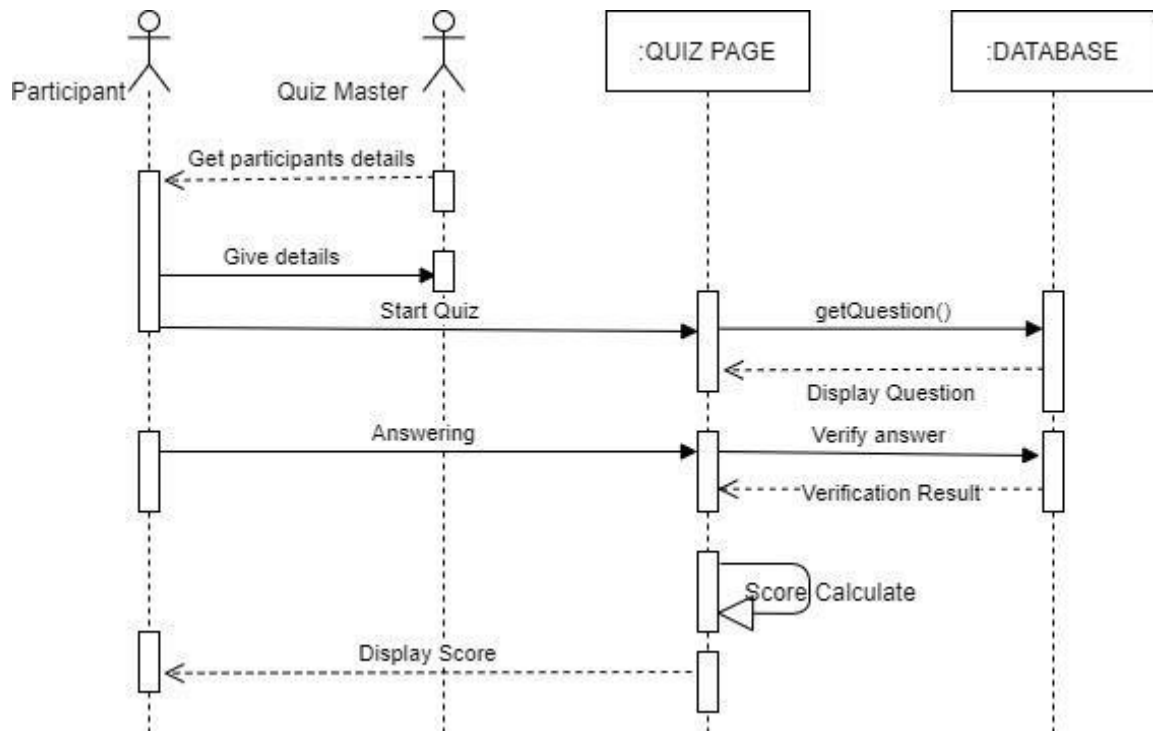 :QUIZ PAGE
:DATABASE
Participant
Quiz Master
Get participants details
Give details
Start Quiz
getQuestion()
Display Question
Answering
Verify answer
Verification Result
Score Calculate
Display Score